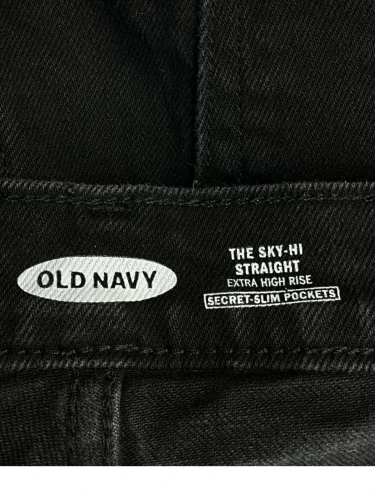 OLD NAVY
THE SKY-HI
STRAIGHT
EXTRA HIGH RISE
SECRET-SLIM POCKETS